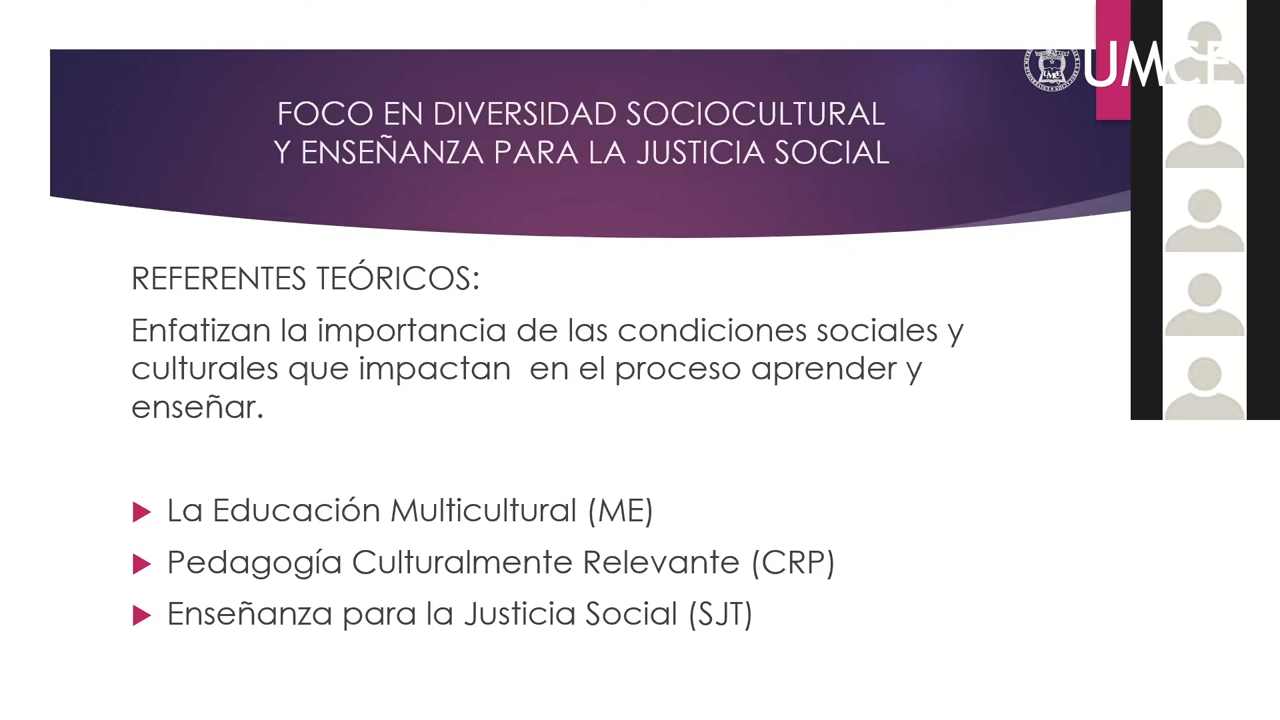 UMCE
FOCO EN DIVERSIDAD SOCIOCULTURAL
Y ENSEÑANZA PARA LA JUSTICIA SOCIAL
REFERENTES TEÓRICOS:
Enfatizan la importancia de las condiciones sociales y
culturales que impactan en el proceso aprender y
enseñar.
La Educación Multicultural (ME)
Pedagogía Culturalmente Relevante (CRP)
Enseñanza para la Justicia Social (SJT)